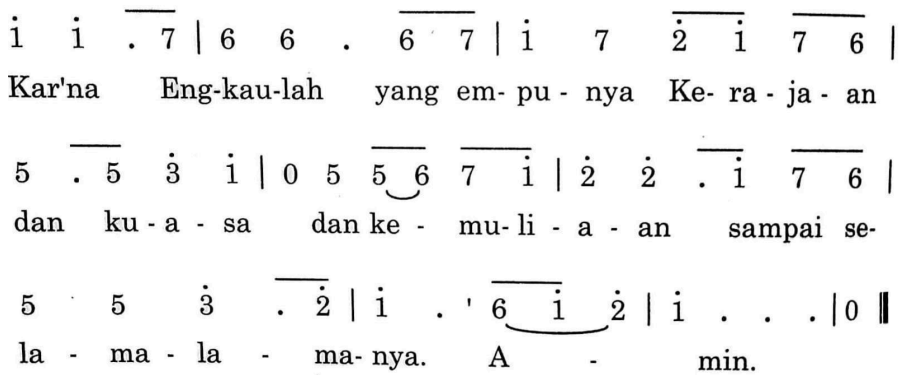 i̇ i̇ . 7 | 6 6 . 6 7 | i̇ 7 2̇ i̇ 7 6 |
Kar'na Eng-kau-lah yang em- pu - nya Ke- ra - ja - an
5 . 5 3̇ i̇ | 0 5 5 6 7 i̇ | 2̇ 2̇ . i̇ 7 6 |
dan ku - a - sa dan ke - mu- li - a - an sampai se-
5 5 3̇ . 2̇ | i̇ . ' 6 i̇ 2̇ | i̇ . . . | 0 ||
la - ma - la - ma- nya. A - min.